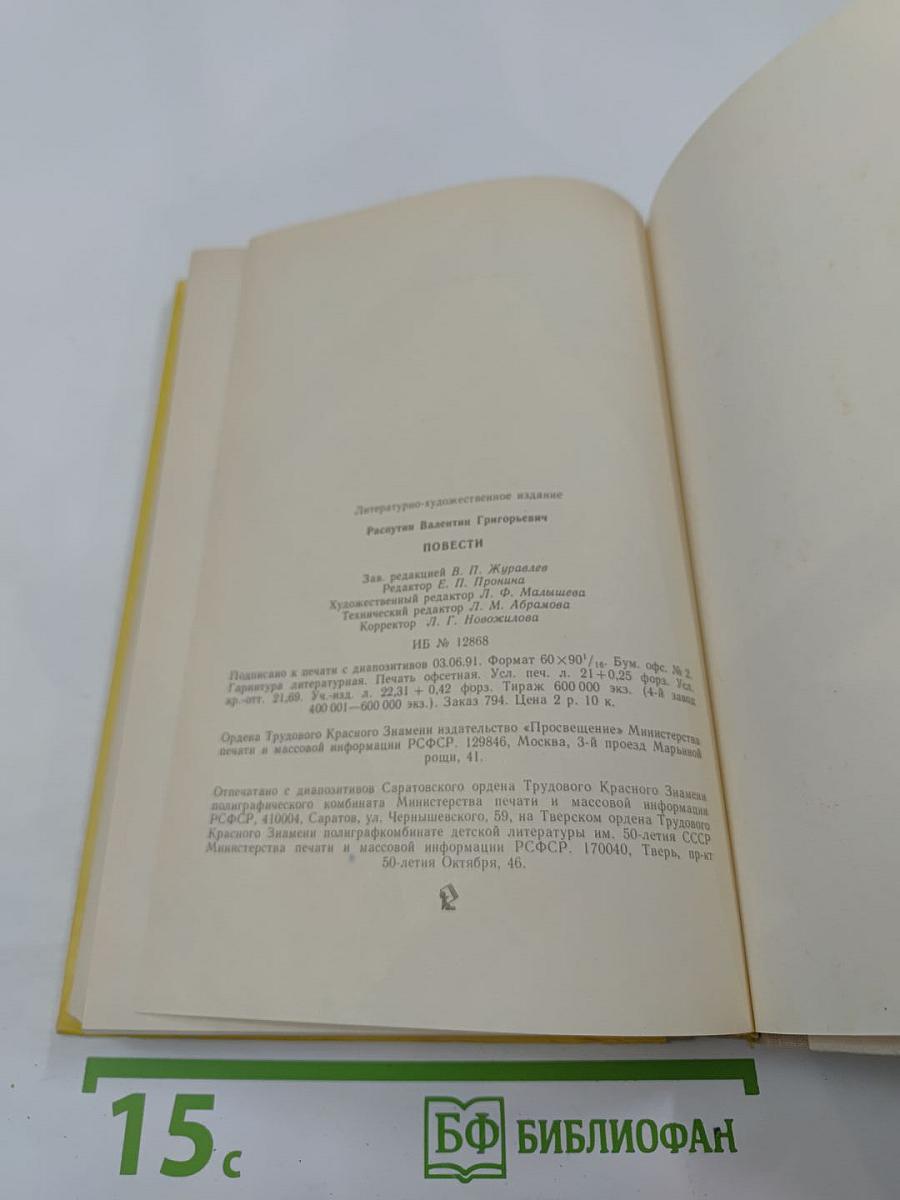 Литературно-художественное издание
Распутин Валентин Григорьевич
ПОВЕСТИ
Зав. редакцией В. П. Журавлев
Редактор Е. П. Пронина
Художественный редактор Л. Ф. Малышева
Технический редактор Л. М. Абрамова
Корректор Л. Г. Новожилова
ИБ № 12868
Подписано к печати с диапозитивов 03.06.91. Формат 60×90¹/₁₆. Бум. офс. № 2.
Гарнитура литературная. Печать офсетная. Усл. печ. л. 21+0,25 форз. Усл.
кр.-отт. 21,69. Уч.-изд. л. 22,31 + 0,42 форз. Тираж 600 000 экз. (4-й завод
400 001—600 000 экз.). Заказ 794. Цена 2 р. 10 к.
Ордена Трудового Красного Знамени издательство «Просвещение» Министерства
печати и массовой информации РСФСР. 129846, Москва, 3-й проезд Марьиной
рощи, 41.
Отпечатано с диапозитивов Саратовского ордена Трудового Красного Знамени
полиграфического комбината Министерства печати и массовой информации
РСФСР, 410004, Саратов, ул. Чернышевского, 59, на Тверском ордена Трудового
Красного Знамени полиграфкомбинате детской литературы им. 50-летия СССР
Министерства печати и массовой информации РСФСР. 170040, Тверь, пр-кт
50-летия Октября, 46.
15 с
БФ БИБЛИОФАН